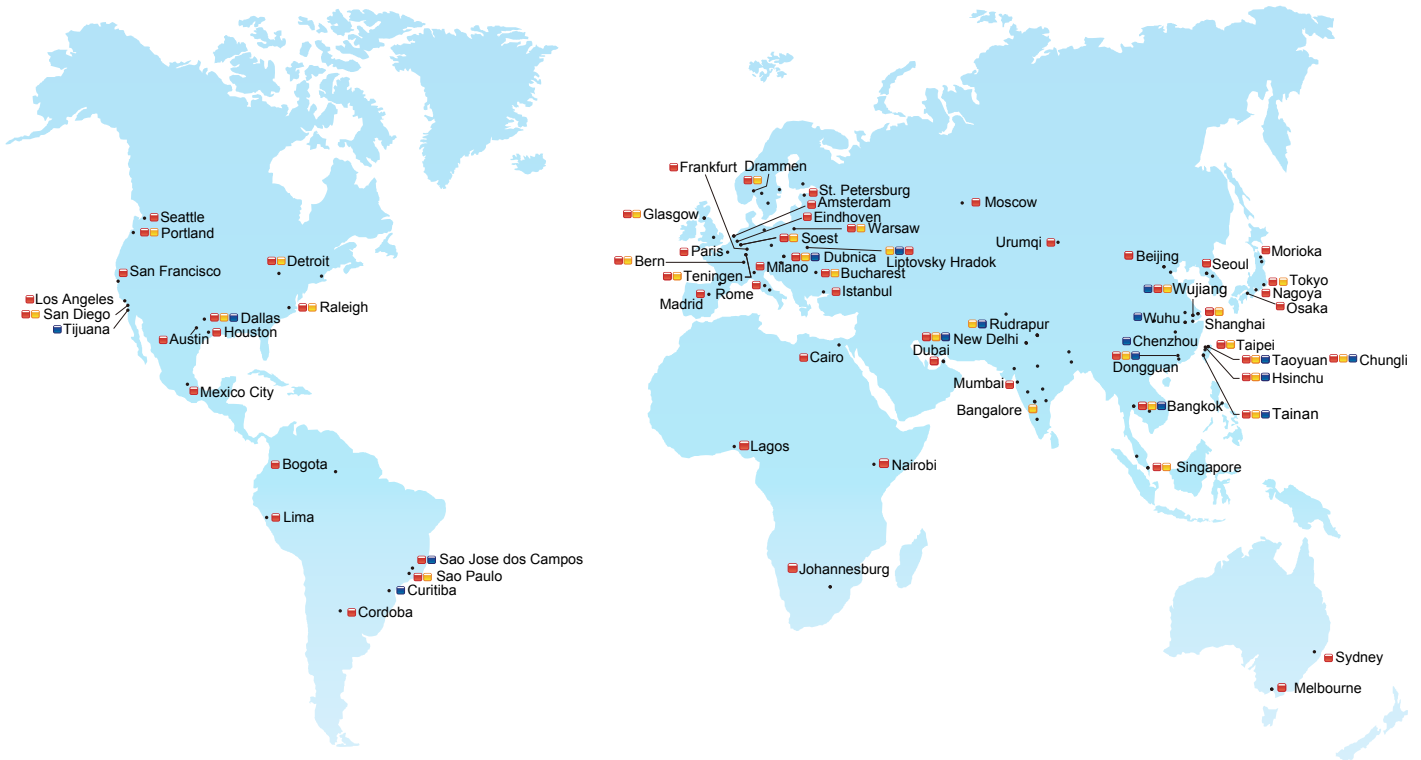 Seattle
Portland
San Francisco
Detroit
Los Angeles
San Diego
Tijuana
Raleigh
Dallas
Austin
Houston
Mexico City
Bogota
Lima
Sao Jose dos Campos
Sao Paulo
Curitiba
Cordoba
Frankfurt
Drammen
St. Petersburg
Amsterdam
Glasgow
Eindhoven
Warsaw
Soest
Paris
Bern
Dubnica
Liptovsky Hradok
Milano
Teningen
Bucharest
Rome
Madrid
Istanbul
Moscow
Urumqi
Cairo
Dubai
Lagos
Nairobi
Johannesburg
Rudrapur
New Delhi
Mumbai
Bangalore
Beijing
Seoul
Morioka
Tokyo
Nagoya
Osaka
Wujiang
Wuhu
Shanghai
Chenzhou
Taipei
Dongguan
Taoyuan
Chungli
Hsinchu
Bangkok
Tainan
Singapore
Sydney
Melbourne